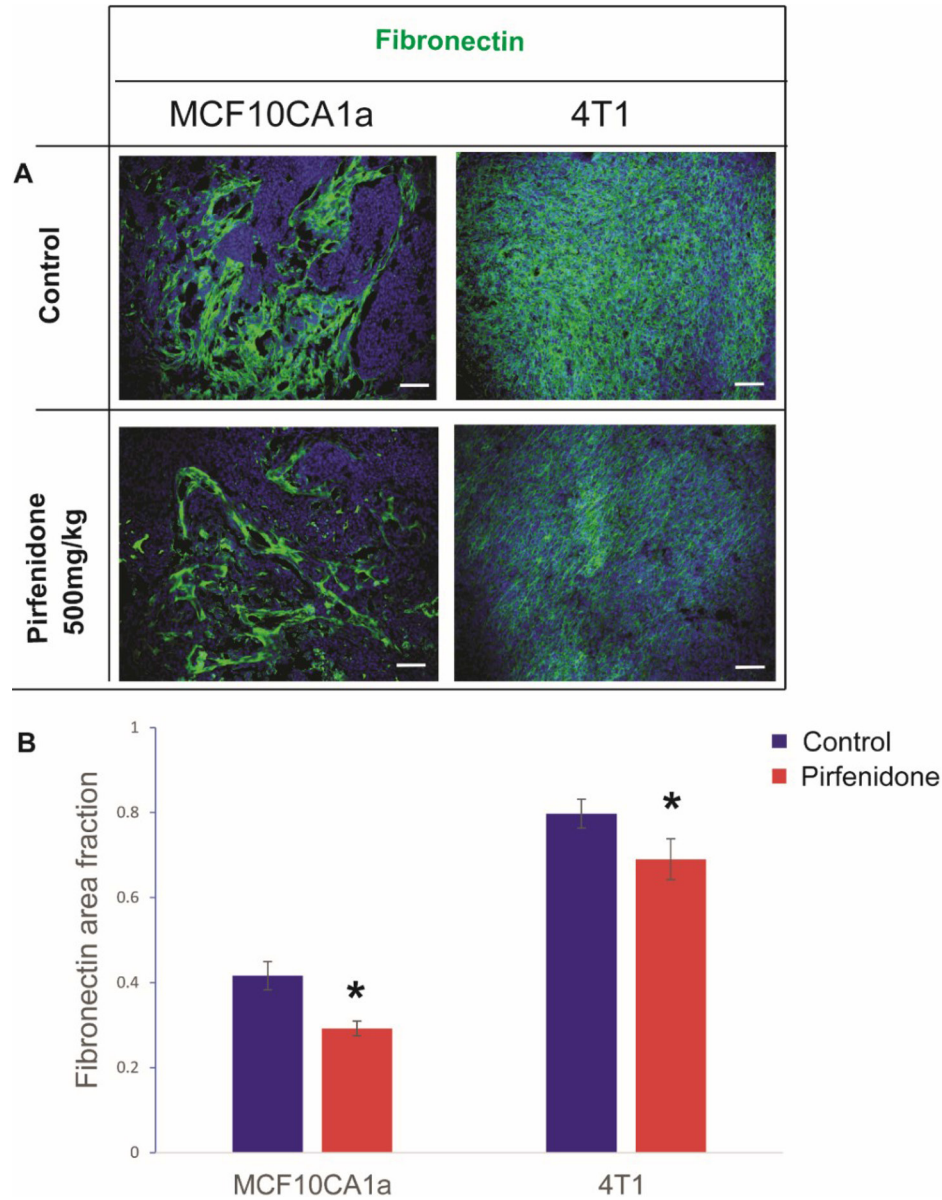 Fibronectin
MCF10CA1a 4T1
A
Control
Pirfenidone
500mg/kg
B
Control
Pirfenidone
Fibronectin area fraction
1
0.8
0.6
0.4
0.2
0
*
*
MCF10CA1a 4T1